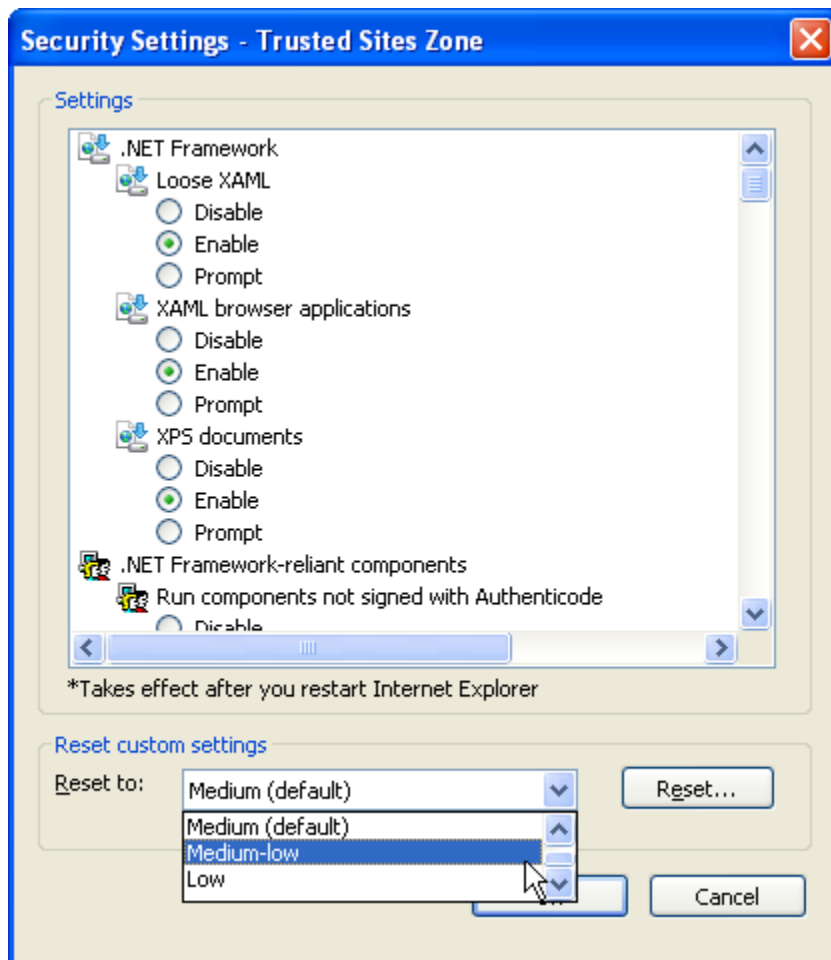 Security Settings - Trusted Sites Zone
Settings
.NET Framework
Loose XAML
Disable
Enable
Prompt
XAML browser applications
Disable
Enable
Prompt
XPS documents
Disable
Enable
Prompt
.NET Framework-reliant components
Run components not signed with Authenticode
Disable
*Takes effect after you restart Internet Explorer
Reset custom settings
Reset to: Medium (default) Reset...
Medium (default)
Medium-low
Low
Cancel